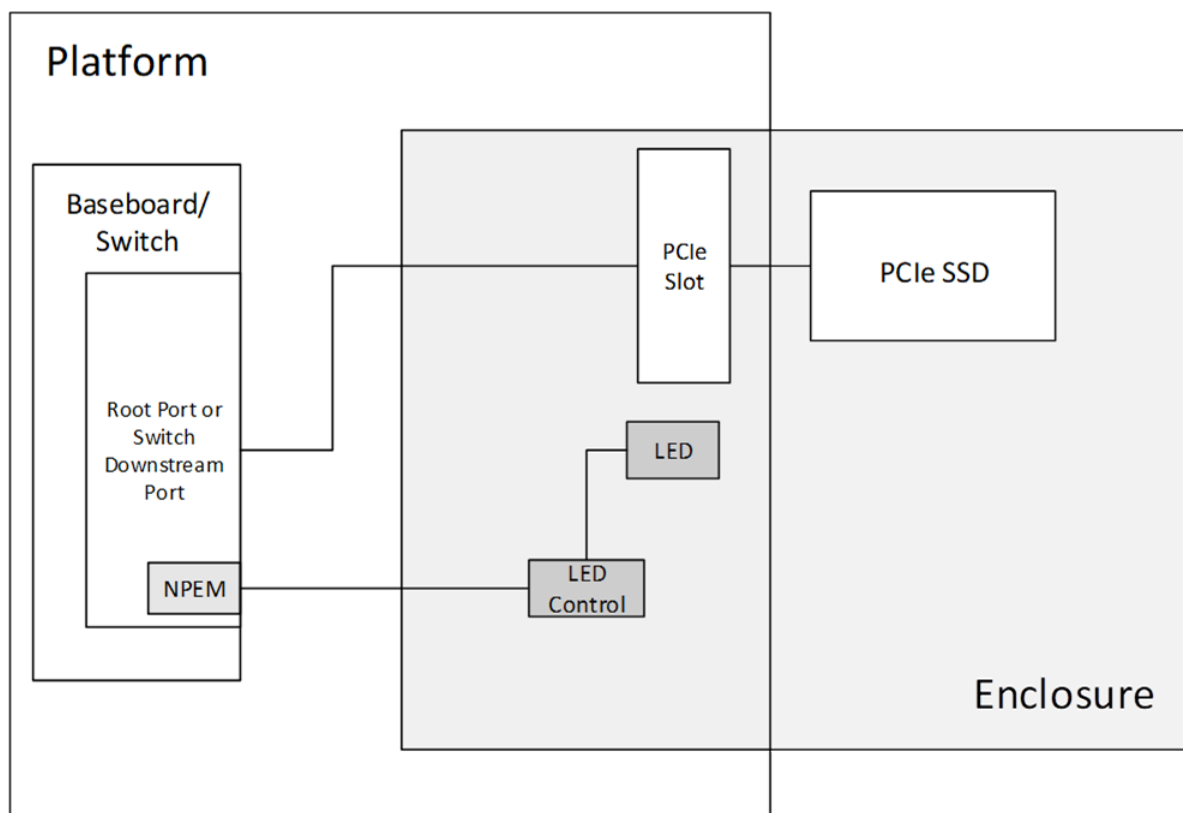 Platform
Baseboard/
Switch
Root Port or
Switch
Downstream
Port
NPEM
PCIe
Slot
PCIe SSD
LED
LED
Control
Enclosure